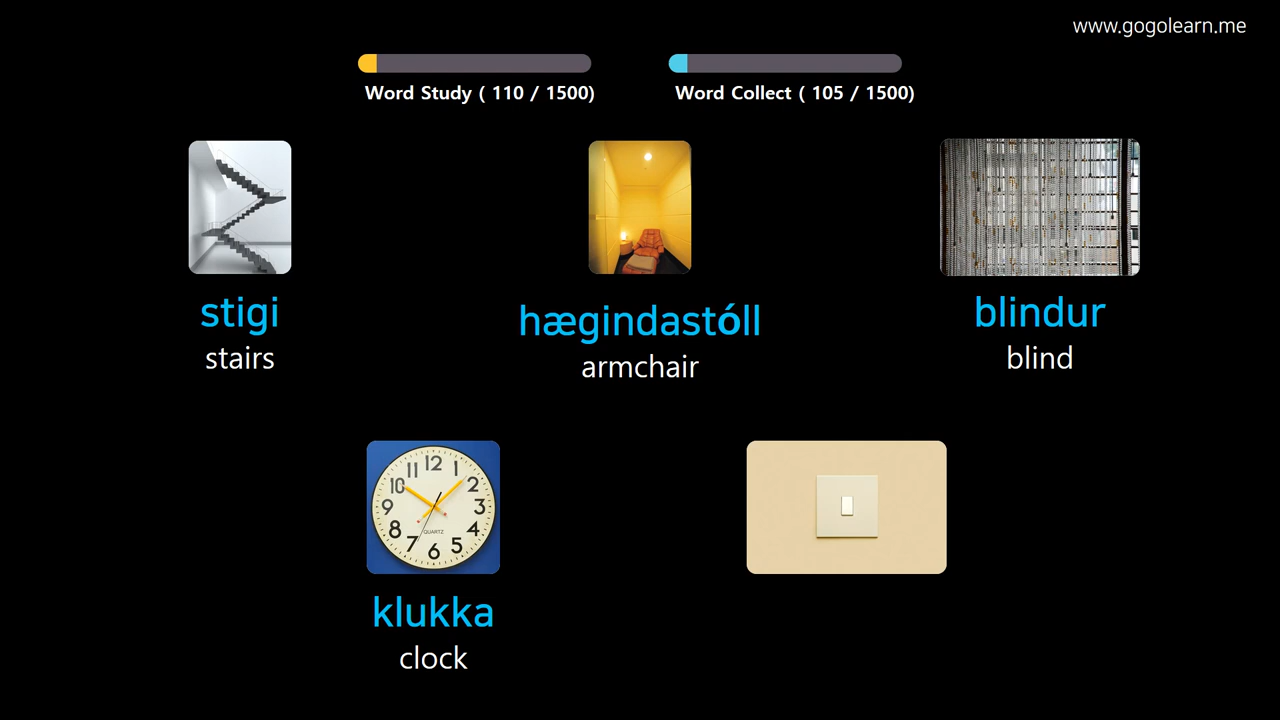 www.gogolearn.me
Word Study ( 110 / 1500)
Word Collect ( 105 / 1500)
stigi
stairs
hægindastóll
armchair
blindur
blind
12
11
1
10
2
9
3
8
4
QUARTZ
7
5
6
klukka
clock